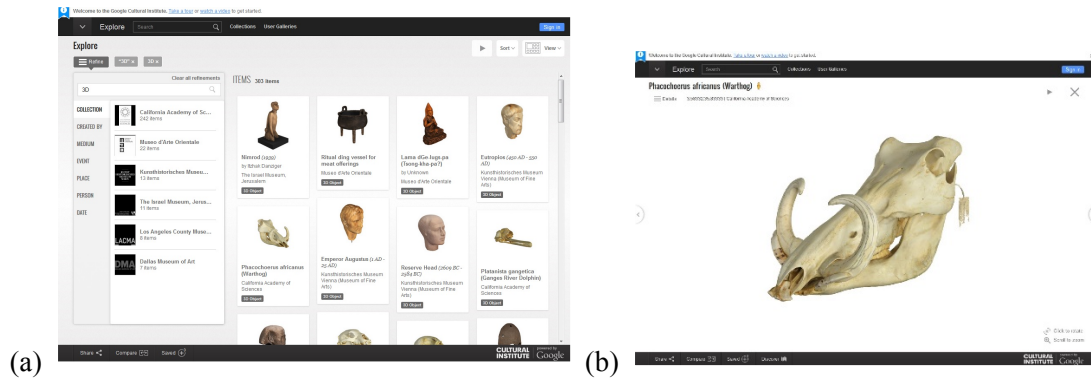 Welcome to the Google Cultural Institute. Take a tour or watch a video to get started.
Explore
Search
Collections
User Galleries
Sign in
Explore
Sort
View
Refine
"3D" x
3D x
Clear all refinements
3D
COLLECTION
CREATED BY
MEDIUM
EVENT
PLACE
PERSON
DATE
California Academy of Sc...
242 items
Museo d'Arte Orientale
22 items
Kunsthistorisches Museu...
13 items
The Israel Museum, Jerus...
11 items
LACMA
Los Angeles County Muse...
8 items
DMA
Dallas Museum of Art
7 items
ITEMS 303 items
Nimrod (1939)
by Itzhak Danziger
The Israel Museum,
Jerusalem
3D Object
Ritual ding vessel for
meat offerings
Museo d'Arte Orientale
3D Object
Lama dGe-lugs.pa
(Tsong-kha-pa?)
by Unknown
Museo d'Arte Orientale
3D Object
Eutropios (450 AD - 550
AD)
Kunsthistorisches Museum
Vienna (Museum of Fine
Arts)
3D Object
Phacochoerus africanus
(Warthog)
California Academy of
Sciences
3D Object
Emperor Augustus (1 AD -
25 AD)
Kunsthistorisches Museum
Vienna (Museum of Fine
Arts)
3D Object
Reserve Head (2609 BC -
2584 BC)
Kunsthistorisches Museum
Vienna (Museum of Fine
Arts)
3D Object
Platanista gangetica
(Ganges River Dolphin)
California Academy of
Sciences
3D Object
Share
Compare
Saved
CULTURAL
INSTITUTE
powered by
Google
(a)
Welcome to the Google Cultural Institute. Take a tour or watch a video to get started.
Explore
Search
Collections
User Galleries
Sign in
Phacochoerus africanus (Warthog)
Details
California Academy of Sciences
Click to rotate
Scroll to zoom
Share
Compare
Saved
Discover
CULTURAL
INSTITUTE
powered by
Google
(b)